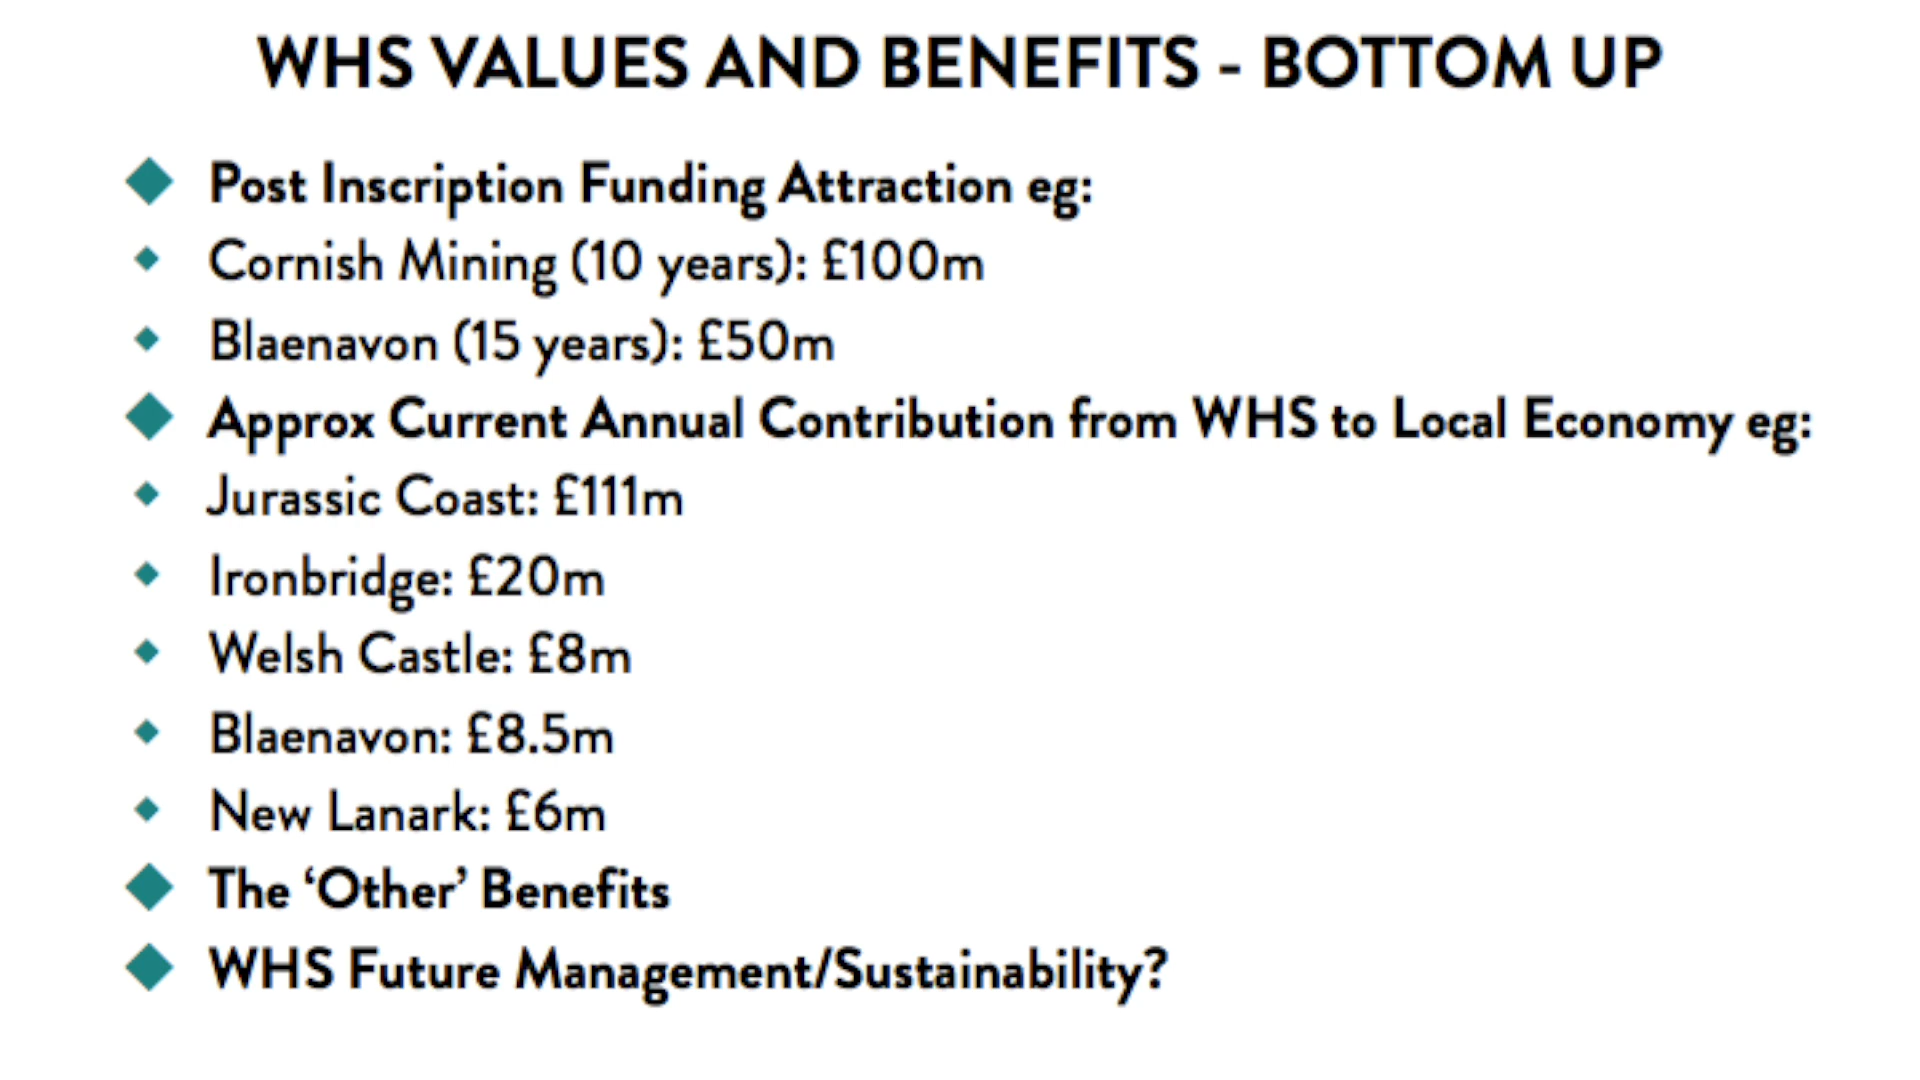 WHS VALUES AND BENEFITS - BOTTOM UP
Post Inscription Funding Attraction eg:
Cornish Mining (10 years): £100m
Blaenavon (15 years): £50m
Approx Current Annual Contribution from WHS to Local Economy eg:
Jurassic Coast: £111m
Ironbridge: £20m
Welsh Castle: £8m
Blaenavon: £8.5m
New Lanark: £6m
The ‘Other’ Benefits
WHS Future Management/Sustainability?